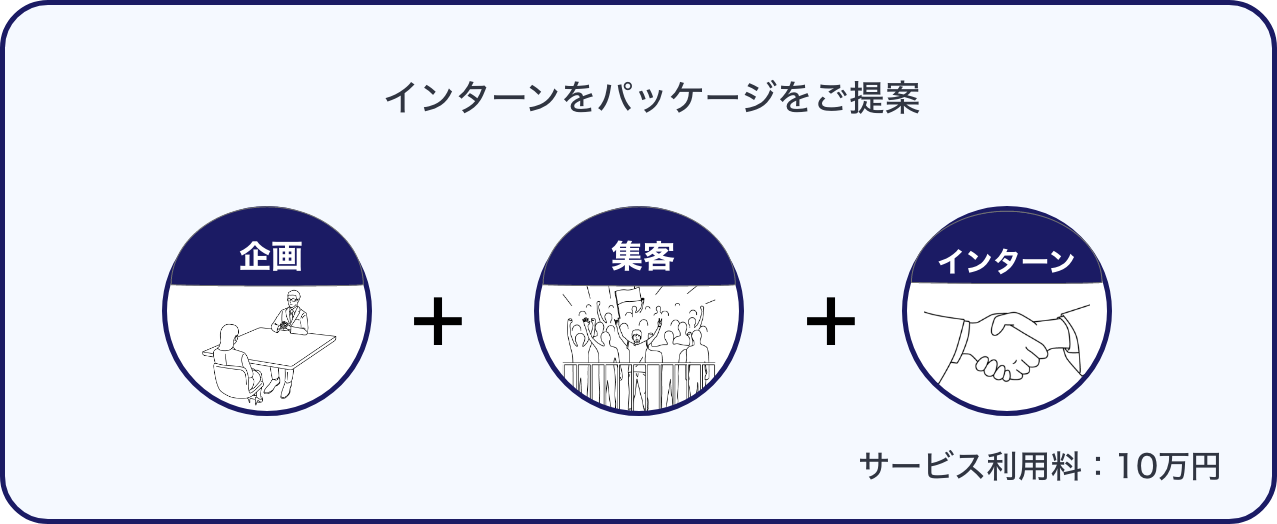 インターンをパッケージをご提案
企画
集客
インターン
サービス利用料：10万円